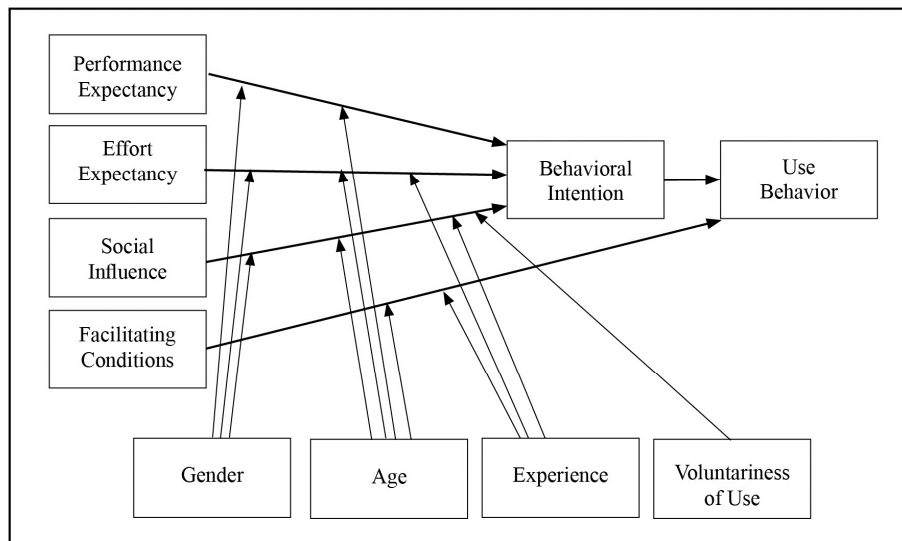 Performance
Expectancy
Effort
Expectancy
Social
Influence
Facilitating
Conditions
Behavioral
Intention
Use
Behavior
Gender
Age
Experience
Voluntariness
of Use